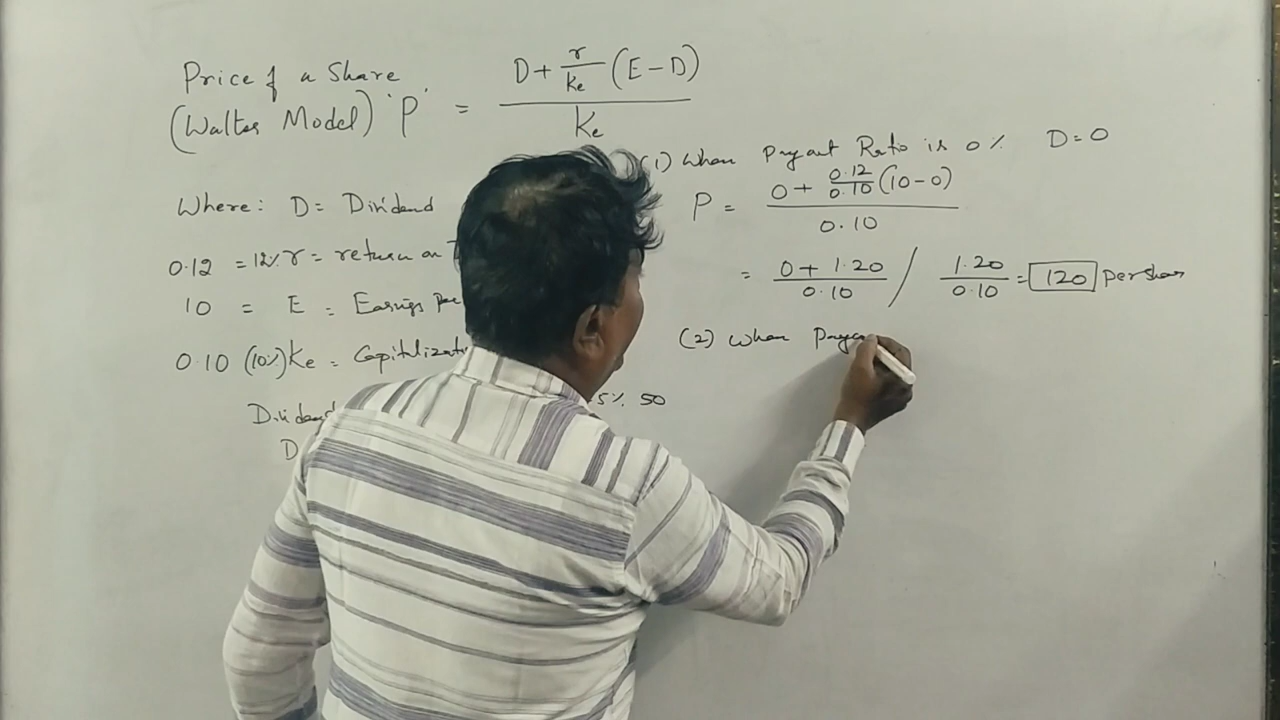 Price of a Share
(Walter Model) 'P' = D + r/ke (E - D) / Ke
Where: D = Dividend
0.12 = 12% r = return on
10 = E = Earnings Per
0.10 (10%) Ke =
Dividend 5% 50
D
(1) When Payout Ratio is 0% D = 0
P = 0 + 0.12/0.10 (10 - 0) / 0.10
= 0 + 1.20 / 0.10 / 1.20 / 0.10 = 120 per share
(2) When